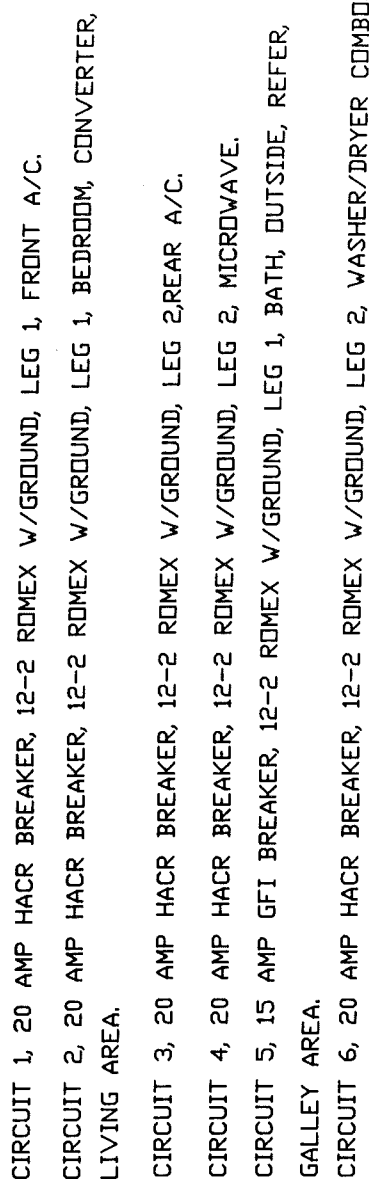 CIRCUIT 1, 20 AMP HACR BREAKER, 12-2 ROMEX W/GROUND, LEG 1, FRONT A/C.
CIRCUIT 2, 20 AMP HACR BREAKER, 12-2 ROMEX W/GROUND, LEG 1, BEDROOM, CONVERTER,
LIVING AREA.
CIRCUIT 3, 20 AMP HACR BREAKER, 12-2 ROMEX W/GROUND, LEG 2,REAR A/C.
CIRCUIT 4, 20 AMP HACR BREAKER, 12-2 ROMEX W/GROUND, LEG 2, MICROWAVE.
CIRCUIT 5, 15 AMP GFI BREAKER, 12-2 ROMEX W/GROUND, LEG 1, BATH, OUTSIDE, REFER,
GALLEY AREA.
CIRCUIT 6, 20 AMP HACR BREAKER, 12-2 ROMEX W/GROUND, LEG 2, WASHER/DRYER COMBO